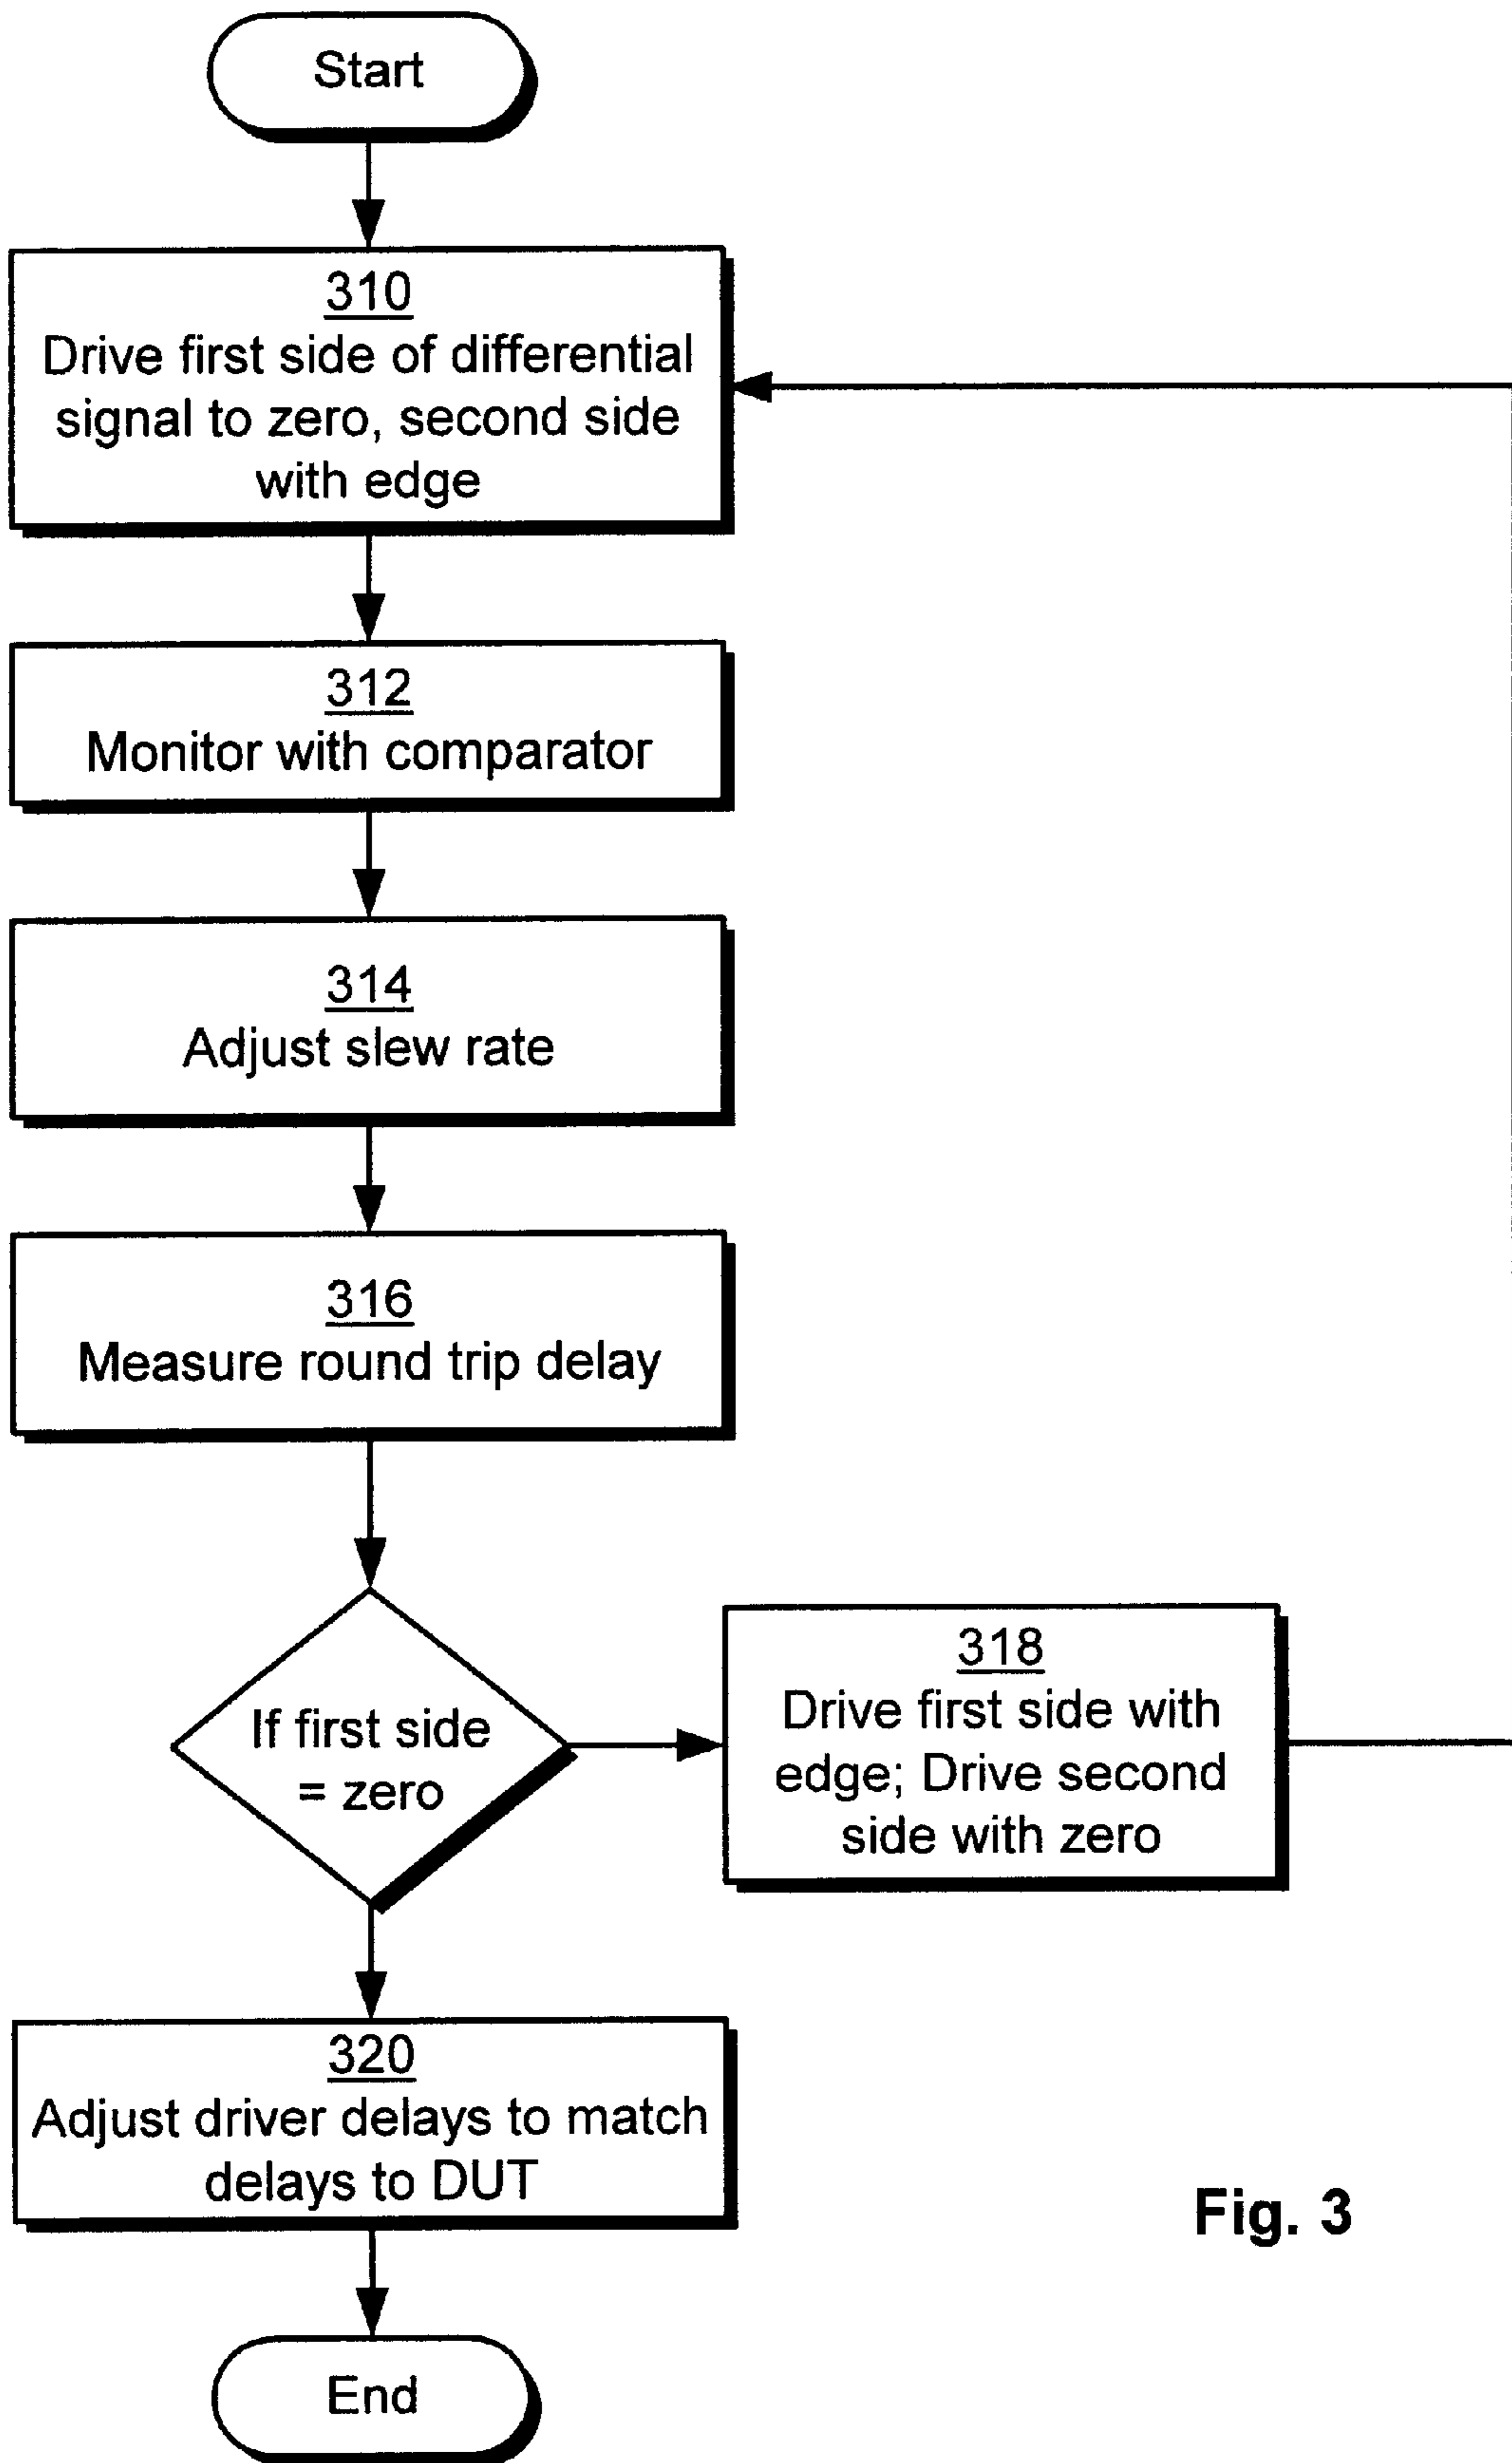 Start
310
Drive first side of differential
signal to zero, second side
with edge
312
Monitor with comparator
314
Adjust slew rate
316
Measure round trip delay
If first side
= zero
318
Drive first side with
edge; Drive second
side with zero
320
Adjust driver delays to match
delays to DUT
Fig. 3
End